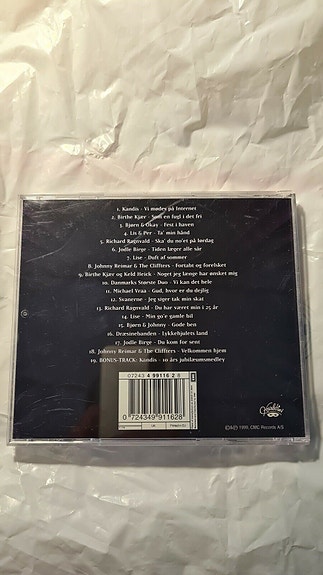 1. Kandis - Vi mødes på Internet
2. Birthe Kjær - Som en fugl i det fri
3. Bjørn & Okay - Fest i haven
4. Lis & Per - Ta' min hånd
5. Richard Ragnvald - Ska' du no'et på lørdag
6. Jodle Birge - Tiden læger alle sår
7. Lise - Duft af sommer
8. Johnny Reimar & The Cliffters - Fortabt og forelsket
9. Birthe Kjær og Keld Heick - Noget jeg længe har ønsket mig
10. Danmarks Største Duo - Vi kan det hele
11. Michael Vraa - Gud, hvor er du dejlig
12. Svanerne - Jeg siger tak min skat
13. Richard Ragnvald - Du har været min i 25 år
14. Lise - Min go'e gamle bil
15. Bjørn & Johnny - Gode ben
16. Dræsinebanden - Lykkehjulets land
17. Jodle Birge - Du kom for sent
18. Johnny Reimar & The Cliffters - Velkommen hjem
19. BONUS-TRACK: Kandis - 10 års jubilæumsmedley
07243 4 99116 2 8
0 724349 911628
1999, CMC Records A/S